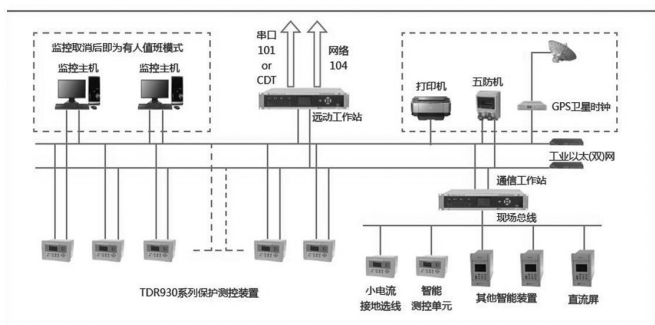 监控取消后即为有人值班模式
监控主机
监控主机
串口
101
or
CDT
网络
104
远动工作站
打印机
五防机
GPS卫星时钟
工业以太(双)网
通信工作站
现场总线
TDR930系列保护测控装置
小电流
接地选线
智能
测控单元
其他智能装置
直流屏